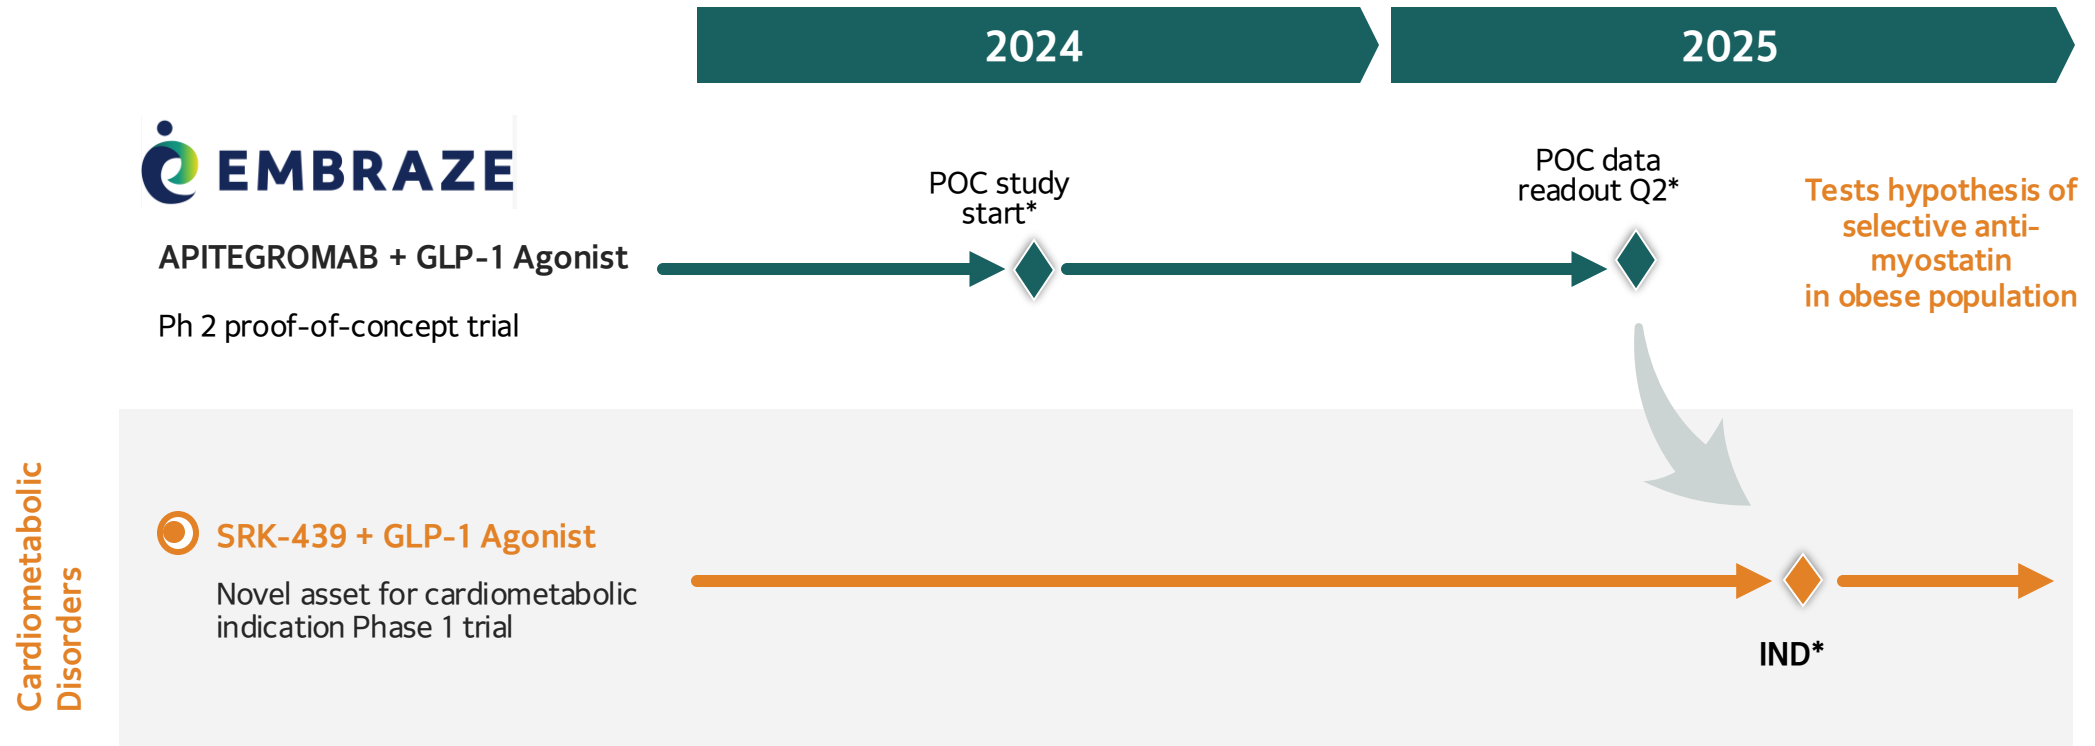 2024
2025
EMBRAZE
APITEGROMAB + GLP-1 Agonist
Ph 2 proof-of-concept trial
POC study
start*
POC data
readout Q2*
Tests hypothesis of
selective anti-
myostatin
in obese population
Cardiometabolic
Disorders
SRK-439 + GLP-1 Agonist
Novel asset for cardiometabolic
indication Phase 1 trial
IND*